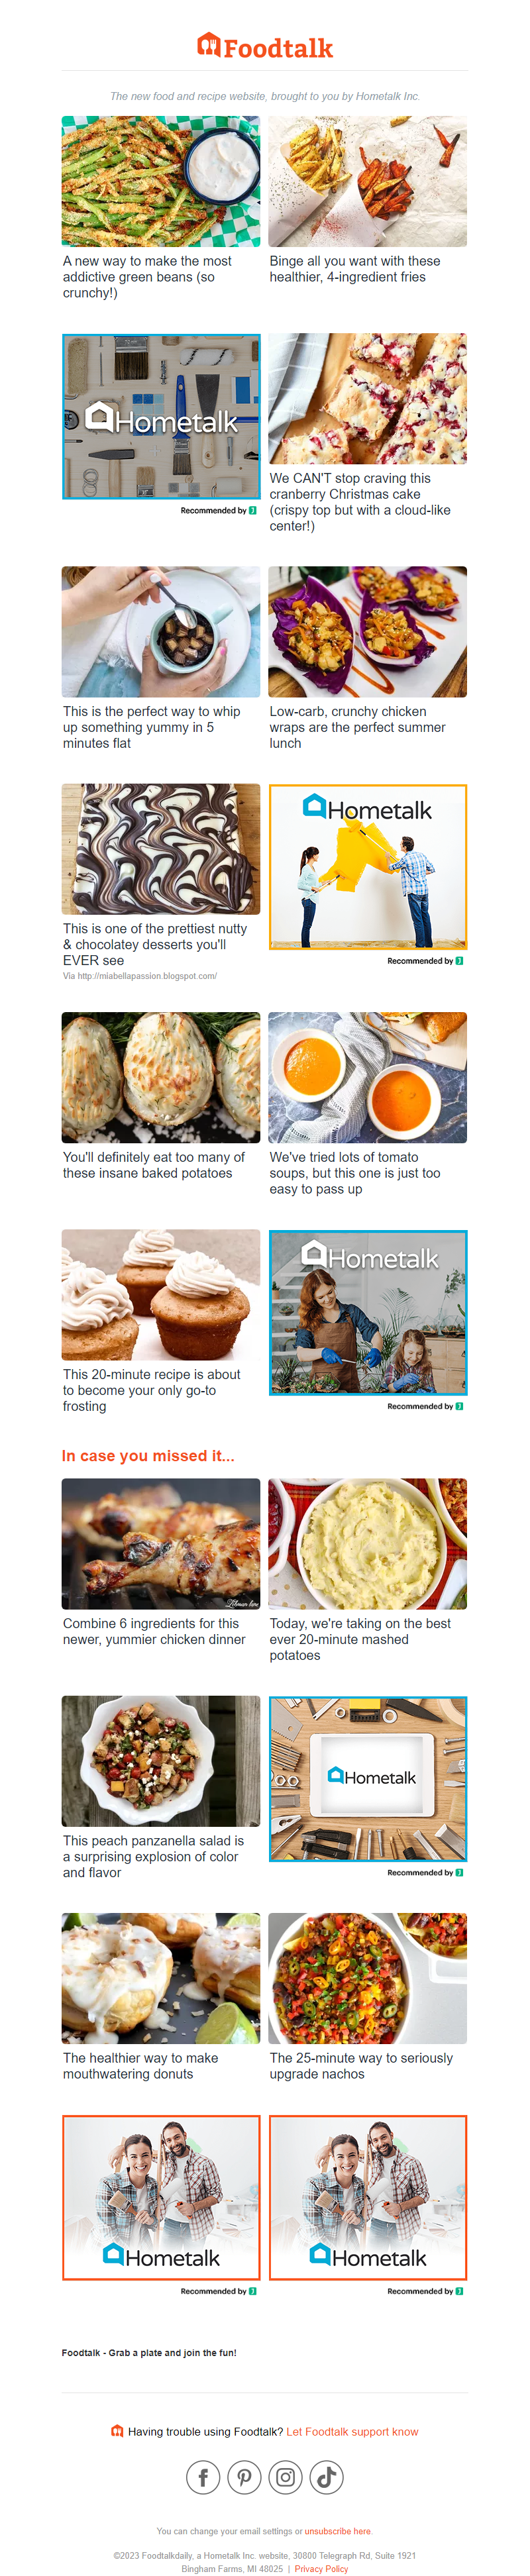 Foodtalk
The new food and recipe website, brought to you by Hometalk Inc.
A new way to make the most
addictive green beans (so
crunchy!)
Binge all you want with these
healthier, 4-ingredient fries
Hometalk
Recommended by
We CAN'T stop craving this
cranberry Christmas cake
(crispy top but with a cloud-like
center!)
This is the perfect way to whip
up something yummy in 5
minutes flat
Low-carb, crunchy chicken
wraps are the perfect summer
lunch
This is one of the prettiest nutty
& chocolatey desserts you'll
EVER see
Via http://miabellapassion.blogspot.com/
Hometalk
Recommended by
You'll definitely eat too many of
these insane baked potatoes
We've tried lots of tomato
soups, but this one is just too
easy to pass up
This 20-minute recipe is about
to become your only go-to
frosting
Hometalk
Recommended by
In case you missed it...
Combine 6 ingredients for this
newer, yummier chicken dinner
Today, we're taking on the best
ever 20-minute mashed
potatoes
This peach panzanella salad is
a surprising explosion of color
and flavor
Hometalk
Recommended by
The healthier way to make
mouthwatering donuts
The 25-minute way to seriously
upgrade nachos
Hometalk
Recommended by
Hometalk
Recommended by
Foodtalk - Grab a plate and join the fun!
Having trouble using Foodtalk? Let Foodtalk support know
You can change your email settings or unsubscribe here.
©2023 Foodtalkdaily, a Hometalk Inc. website, 30800 Telegraph Rd, Suite 1921
Bingham Farms, MI 48025 | Privacy Policy